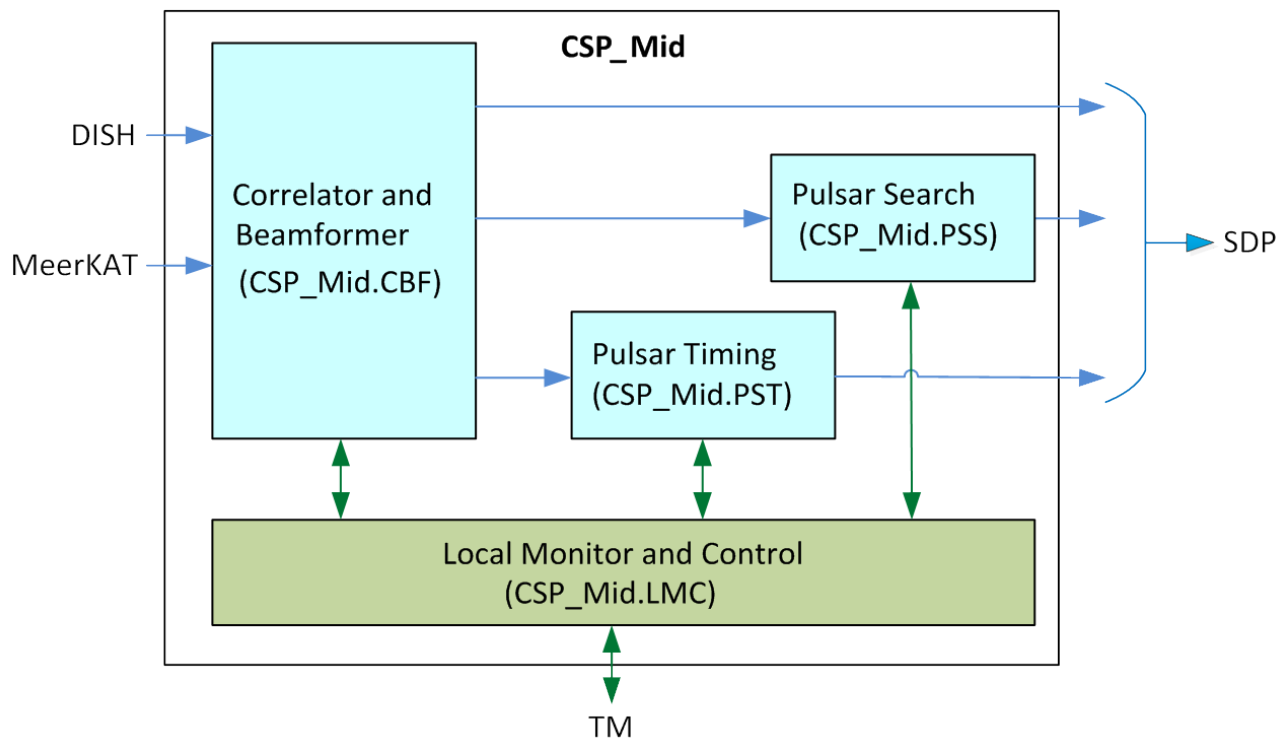 CSP_Mid
DISH
MeerKAT
Correlator and
Beamformer
(CSP_Mid.CBF)
Pulsar Search
(CSP_Mid.PSS)
SDP
Pulsar Timing
(CSP_Mid.PST)
Local Monitor and Control
(CSP_Mid.LMC)
TM